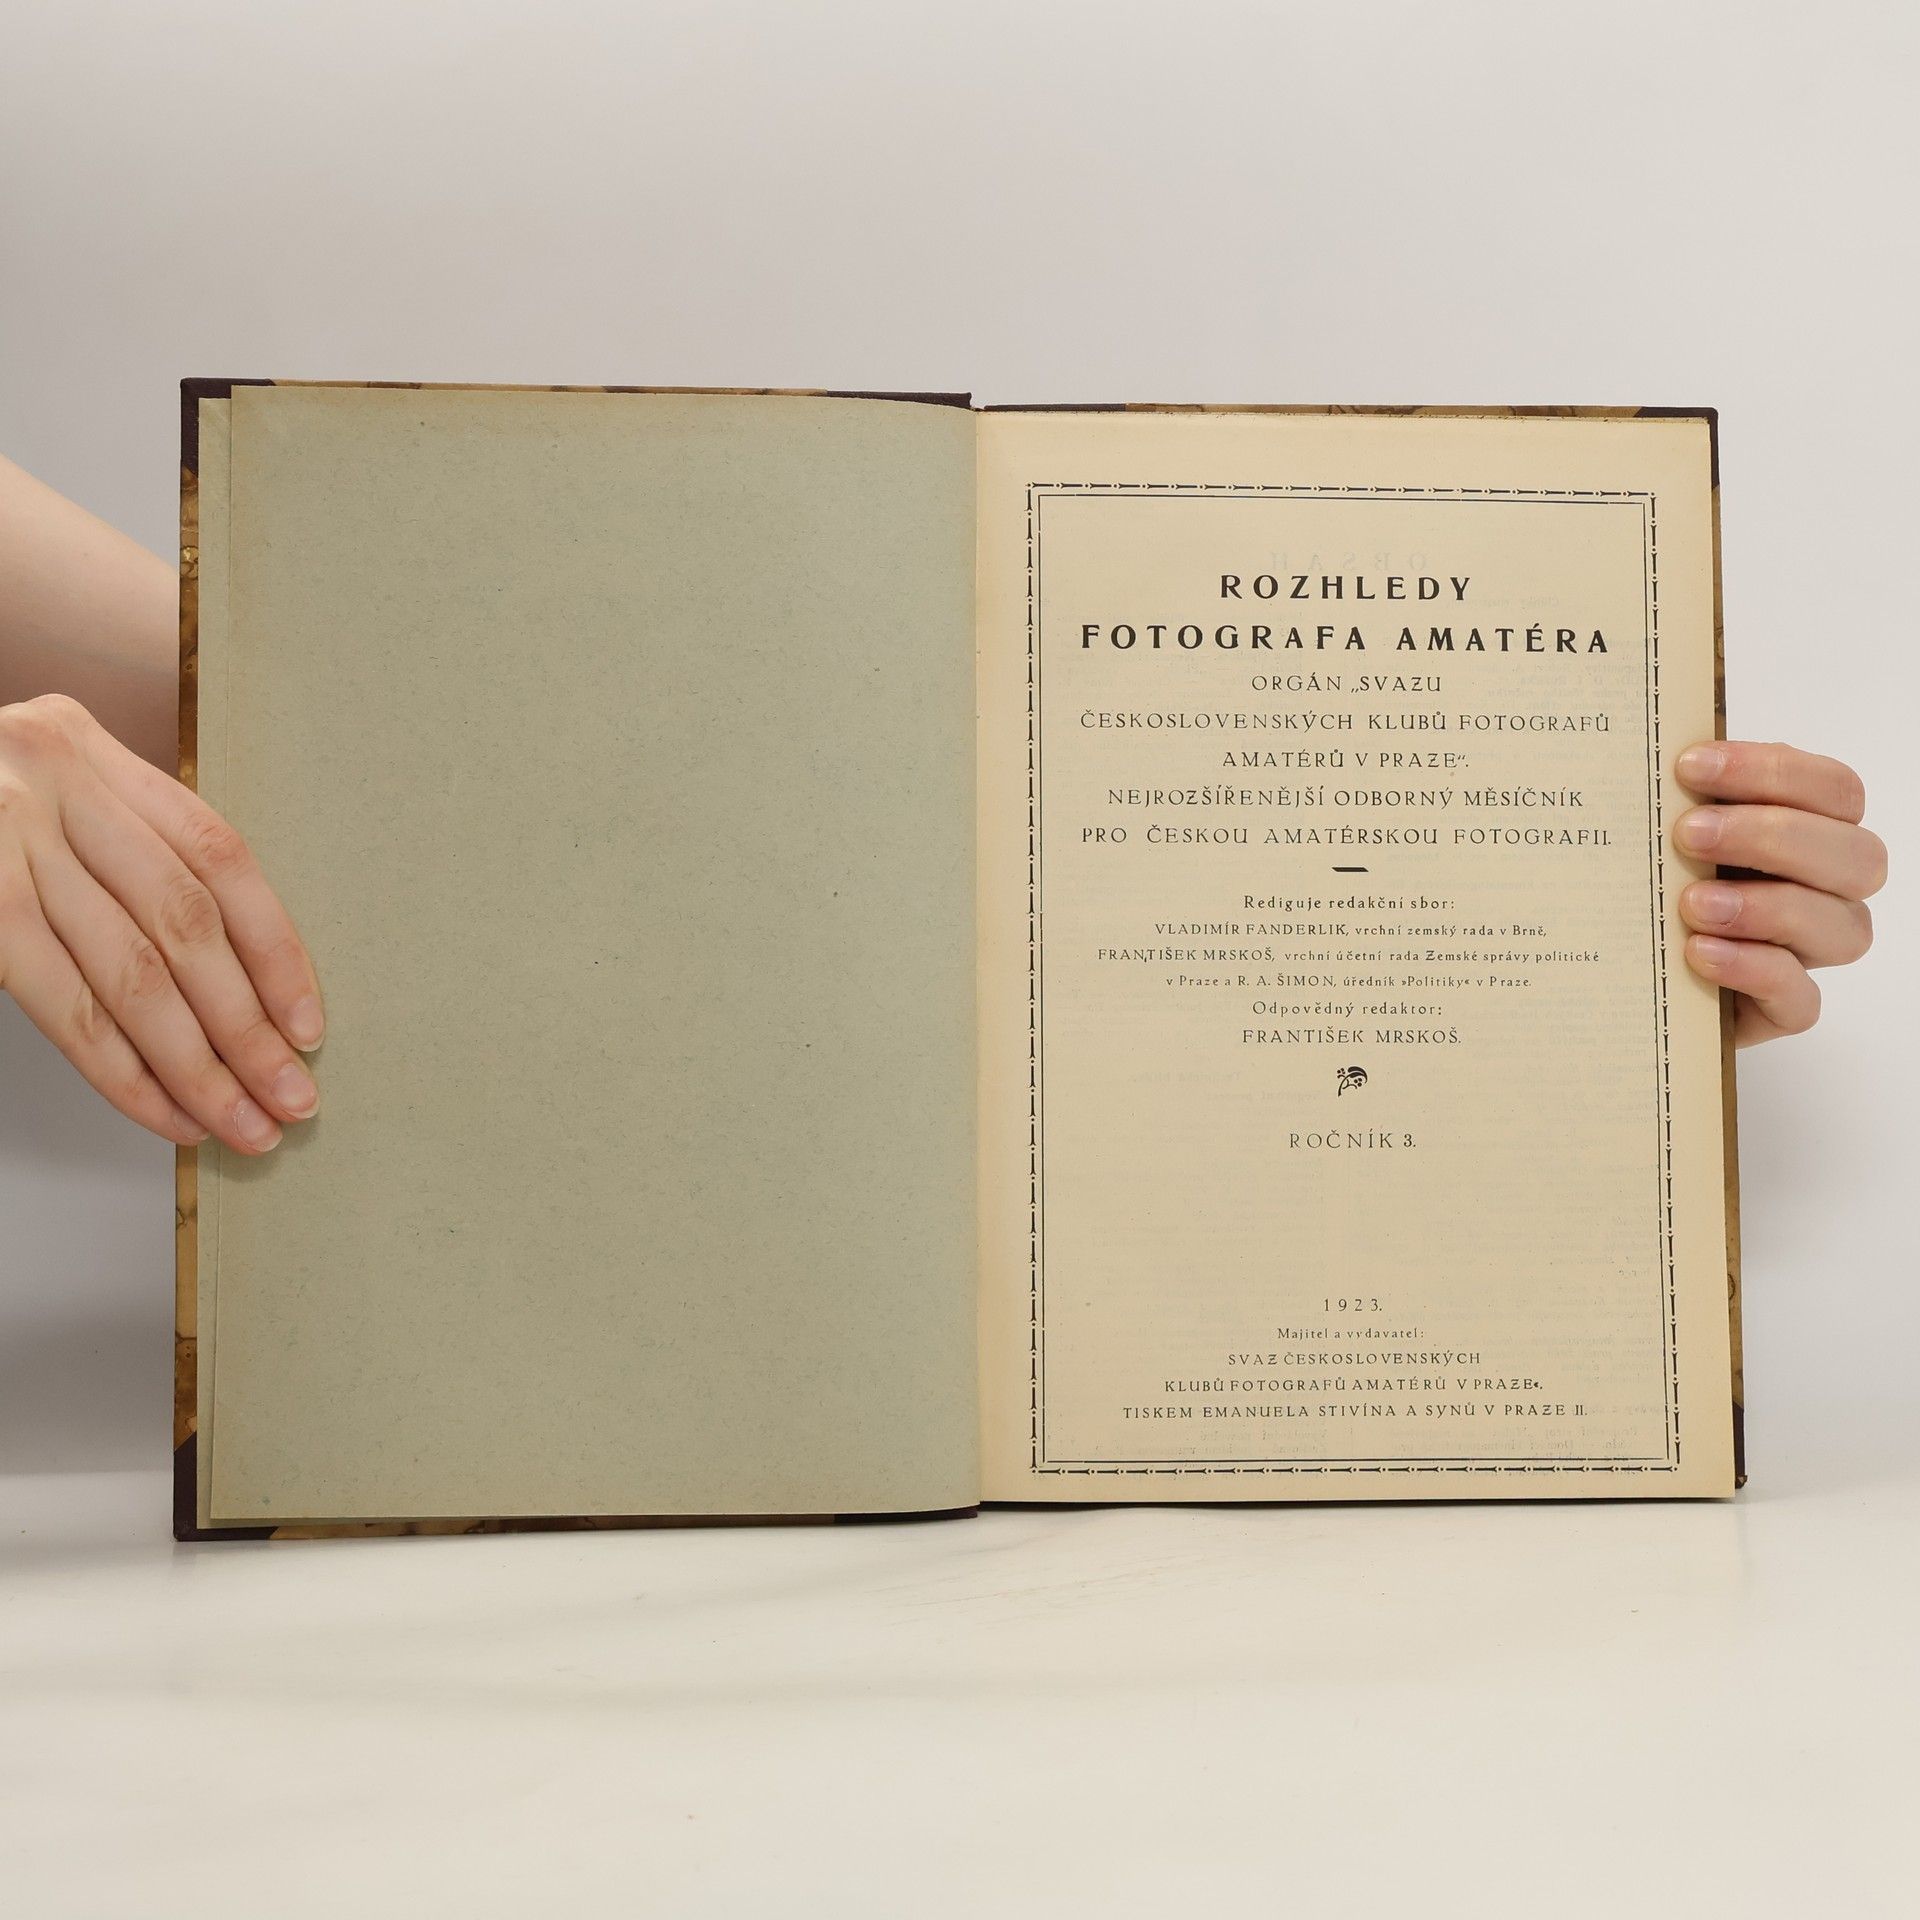 ROZHLEDY
FOTOGRAFA AMATÉRA
ORGÁN „SVAZU
ČESKOSLOVENSKÝCH KLUBŮ FOTOGRAFŮ
AMATÉRŮ V PRAZE“.
NEJROZŠÍŘENĚJŠÍ ODBORNÝ MĚSÍČNÍK
PRO ČESKOU AMATÉRSKOU FOTOGRAFII.
Rediguje redakční sbor:
VLADIMÍR FANDERLIK, vrchní zemský rada v Brně,
FRANTIŠEK MRSKOŠ, vrchní účetní rada Zemské správy politické
v Praze a R. A. ŠIMON, úředník »Politiky« v Praze.
Odpovědný redaktor:
FRANTIŠEK MRSKOŠ.
ROČNÍK 3.
1923.
Majitel a vydavatel:
SVAZ ČESKOSLOVENSKÝCH
KLUBŮ FOTOGRAFŮ AMATÉRŮ V PRAZE«.
TISKEM EMANUELA STIVÍNA A SYNŮ V PRAZE II.